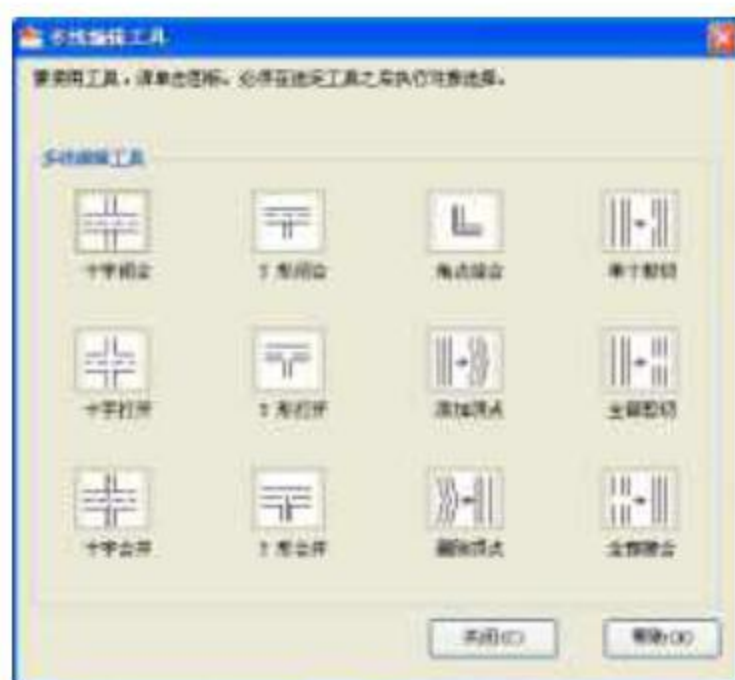 多线编辑工具
要使用工具，请单击图标。必须在选定工具之后执行对象选择。
多线编辑工具
十字闭合 T 形闭合 角点结合 单个剪切
十字打开 T 形打开 添加顶点 全部剪切
十字合并 T 形合并 删除顶点 全部接合
关闭(C) 帮助(H)